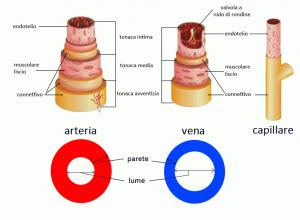 valvola a
nido di rondine
endotelio
tonaca intima
endotelio
muscolare
liscio
tonaca media
muscolare
liscio
connettivo
tonaca avventizia
connettivo
arteria
vena
capillare
parete
lume